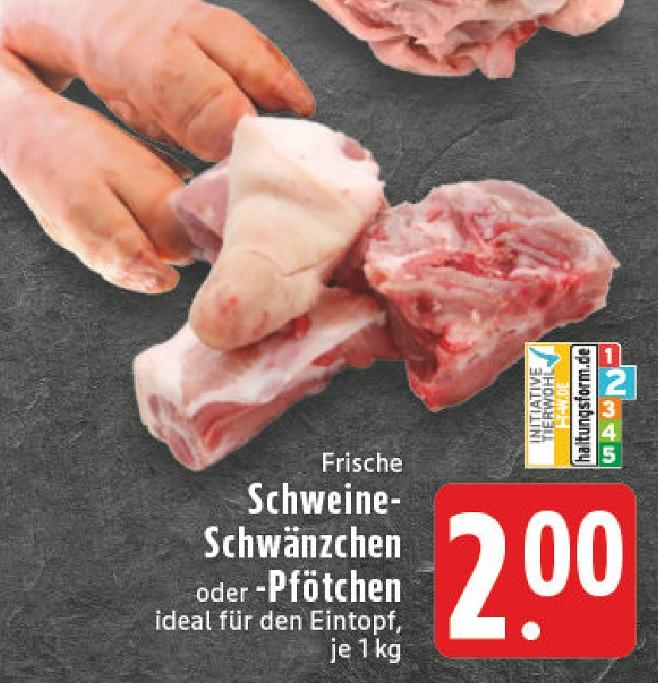 INITIATIVE
TIERWOHL
haltungsform.de
1
2
3
4
5
Frische
Schweine-
Schwänzchen
oder -Pfötchen
ideal für den Eintopf,
je 1 kg
2.00